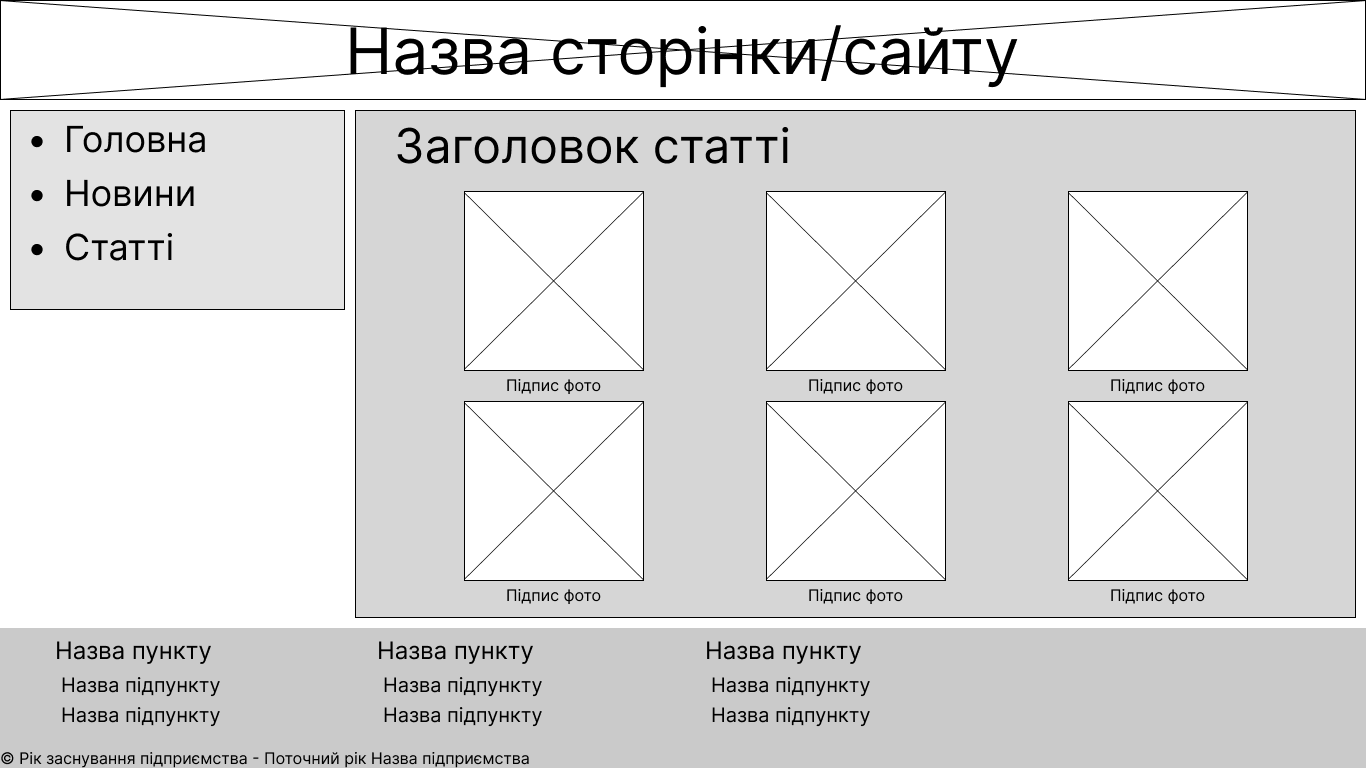 Назва сторінки/сайту
• Головна
• Новини
• Статті
Заголовок статті
Підпис фото
Підпис фото
Підпис фото
Підпис фото
Підпис фото
Підпис фото
Назва пункту
Назва підпункту
Назва підпункту
Назва пункту
Назва підпункту
Назва підпункту
Назва пункту
Назва підпункту
Назва підпункту
© Рік заснування підприємства - Поточний рік Назва підприємства